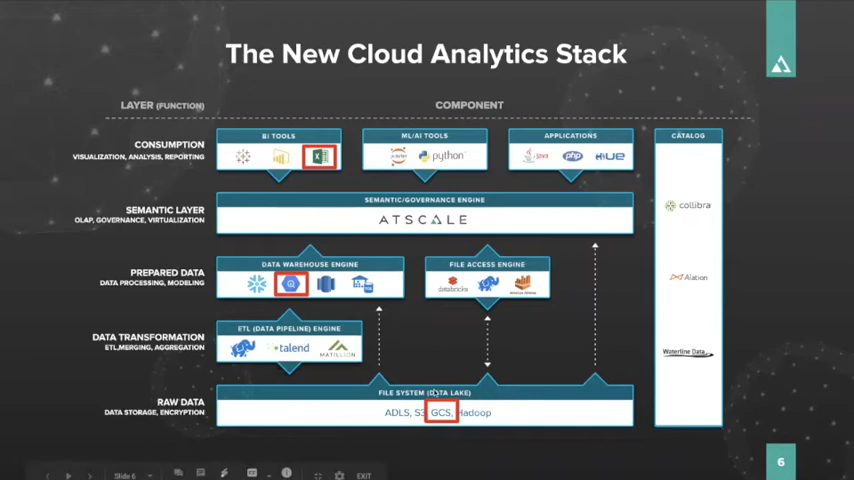 The New Cloud Analytics Stack
LAYER (FUNCTION)
COMPONENT
CONSUMPTION
VISUALIZATION, ANALYSIS, REPORTING
BI TOOLS
ML/AI TOOLS
jupyter
python
APPLICATIONS
Java
php
HUE
CATALOG
collibra
Alation
Waterline Data
SEMANTIC LAYER
OLAP, GOVERNANCE, VIRTUALIZATION
SEMANTIC/GOVERNANCE ENGINE
ATSCALE
PREPARED DATA
DATA PROCESSING, MODELING
DATA WAREHOUSE ENGINE
SQL
FILE ACCESS ENGINE
databricks
DATA TRANSFORMATION
ETL,MERGING, AGGREGATION
ETL (DATA PIPELINE) ENGINE
talend
MATILLION
RAW DATA
DATA STORAGE, ENCRYPTION
FILE SYSTEM (DATA LAKE)
ADLS, S3, GCS, Hadoop
6
Slide 6
EXIT